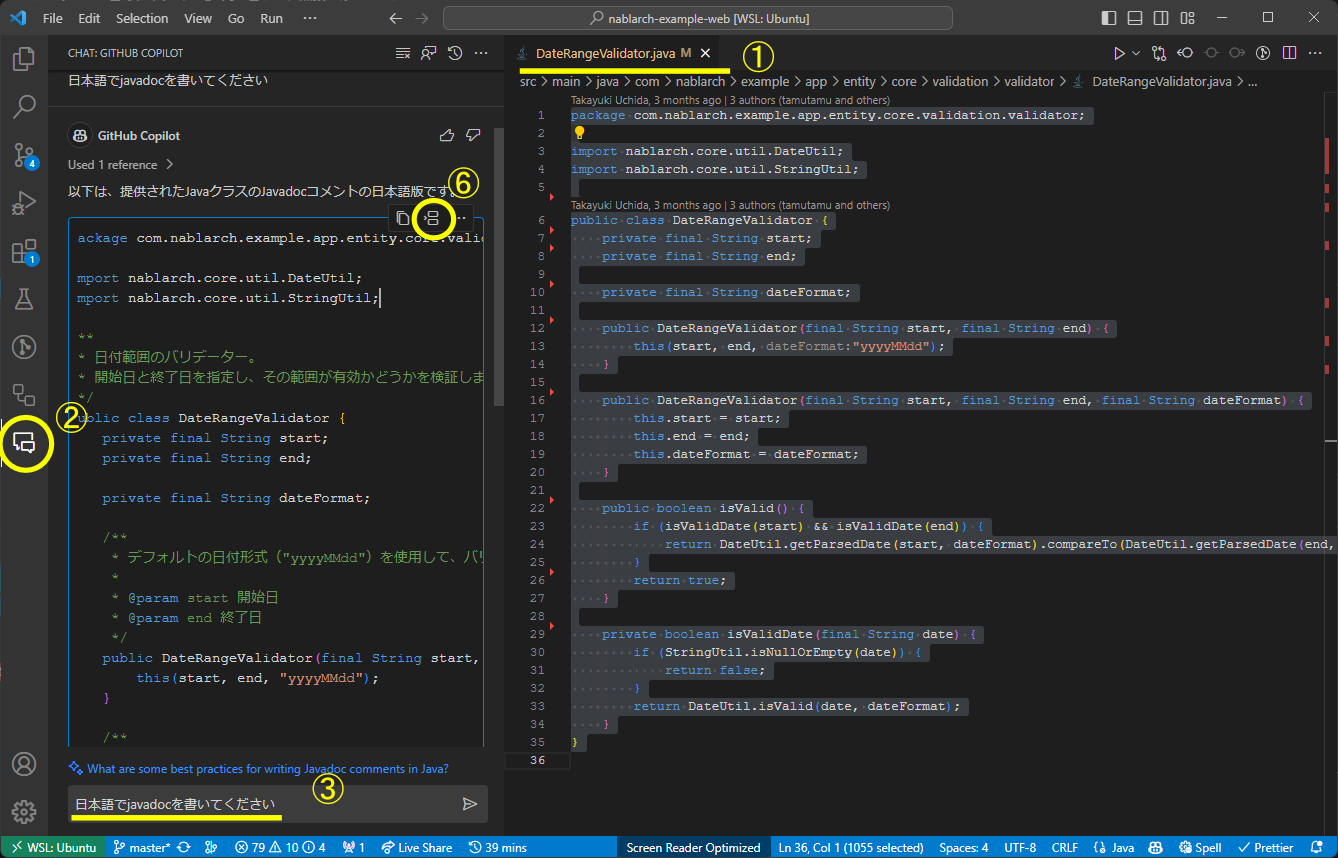 File Edit Selection View Go Run ···
nablarch-example-web [WSL: Ubuntu]
CHAT: GITHUB COPILOT
日本語でjavadocを書いてください
GitHub Copilot
Used 1 reference
以下は、提供されたJavaクラスのJavadocコメントの日本語版です。
⑥
ackage com.nablarch.example.app.entity.core.valid
mport nablarch.core.util.DateUtil;
mport nablarch.core.util.StringUtil;
**
* 日付範囲のバリデーター。
* 開始日と終了日を指定し、その範囲が有効かどうかを検証しま
*/
ublic class DateRangeValidator {
private final String start;
private final String end;
private final String dateFormat;
/**
* デフォルトの日付形式（"yyyyMMdd"）を使用して、バリ
*
* @param start 開始日
* @param end 終了日
*/
public DateRangeValidator(final String start,
this(start, end, "yyyyMMdd");
}
/**
What are some best practices for writing Javadoc comments in Java?
③
日本語でjavadocを書いてください
4
1
②
DateRangeValidator.java M
①
src > main > java > com > nablarch > example > app > entity > core > validation > validator > DateRangeValidator.java > ...
Takayuki Uchida, 3 months ago | 3 authors (tamutamu and others)
1 package com.nablarch.example.app.entity.core.validation.validator;
2
3 import nablarch.core.util.DateUtil;
4 import nablarch.core.util.StringUtil;
5
Takayuki Uchida, 3 months ago | 3 authors (tamutamu and others)
6 public class DateRangeValidator {
7 private final String start;
8 private final String end;
9
10 private final String dateFormat;
11
12 public DateRangeValidator(final String start, final String end) {
13 this(start, end, dateFormat:"yyyyMMdd");
14 }
15
16 public DateRangeValidator(final String start, final String end, final String dateFormat) {
17 this.start = start;
18 this.end = end;
19 this.dateFormat = dateFormat;
20 }
21
22 public boolean isValid() {
23 if (isValidDate(start) && isValidDate(end)) {
24 return DateUtil.getParsedDate(start, dateFormat).compareTo(DateUtil.getParsedDate(end,
25 }
26 return true;
27 }
28
29 private boolean isValidDate(final String date) {
30 if (StringUtil.isNullOrEmpty(date)) {
31 return false;
32 }
33 return DateUtil.isValid(date, dateFormat);
34 }
35 }
36
WSL: Ubuntu master* 79 10 4 1 Live Share 39 mins Screen Reader Optimized Ln 36, Col 1 (1055 selected) Spaces: 4 UTF-8 CRLF {} Java Spell Prettier